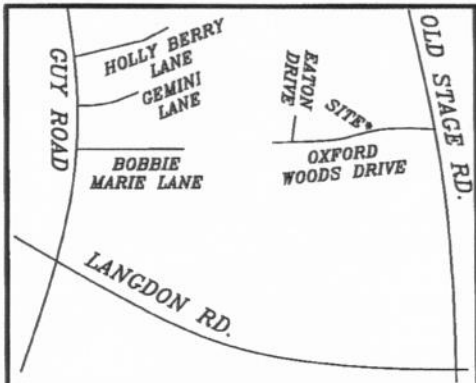 HOLLY BERRY
LANE
GEMINI
LANE
GUY ROAD
BOBBIE
MARIE LANE
EATON
DRIVE
SITE*
OXFORD
WOODS DRIVE
OLD STAGE RD.
LANGDON RD.